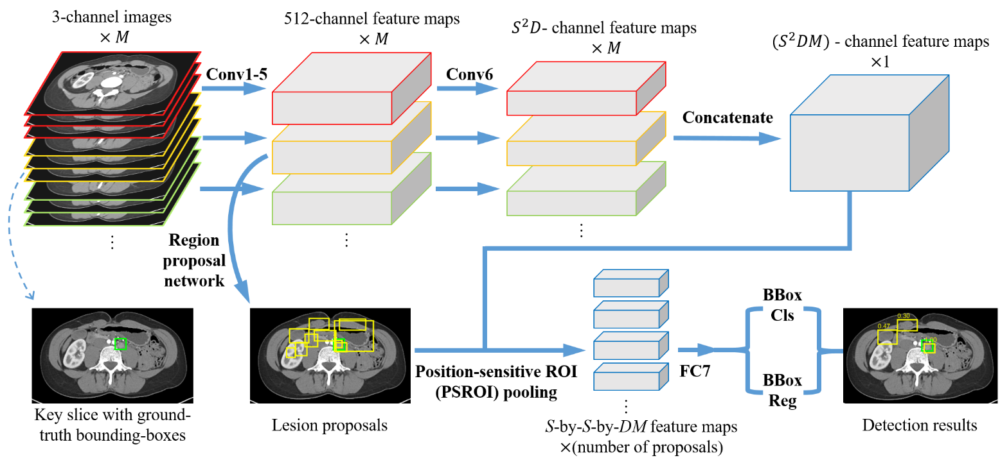 3-channel images
× M
512-channel feature maps
× M
S²D- channel feature maps
× M
(S²DM) - channel feature maps
×1
Conv1-5
Conv6
Concatenate
⋮
⋮
⋮
Region
proposal
network
Key slice with ground-
truth bounding-boxes
Lesion proposals
Position-sensitive ROI
(PSROI) pooling
⋮
S-by-S-by-DM feature maps
×(number of proposals)
FC7
BBox
Cls
BBox
Reg
0.30
0.47
1.00
Detection results